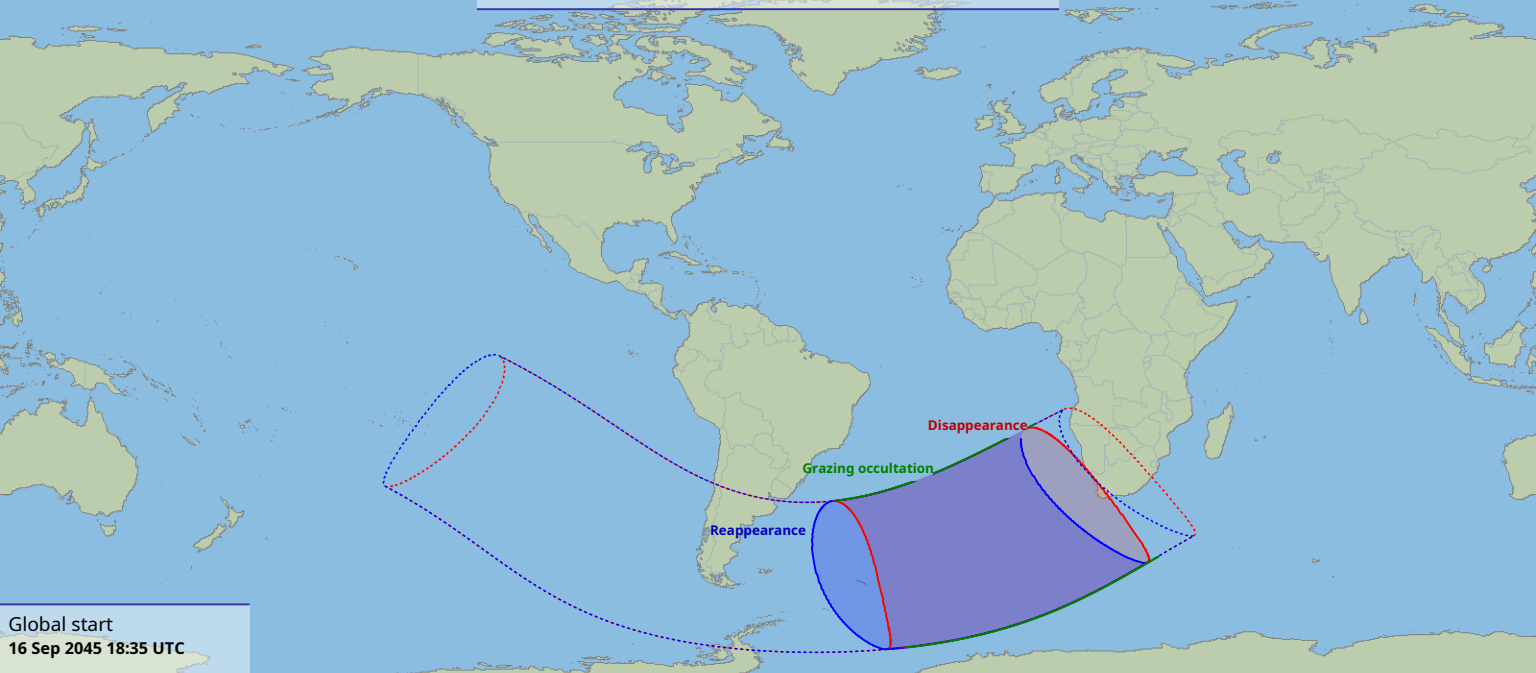 Disappearance
Grazing occultation
Reappearance
Global start
16 Sep 2045 18:35 UTC